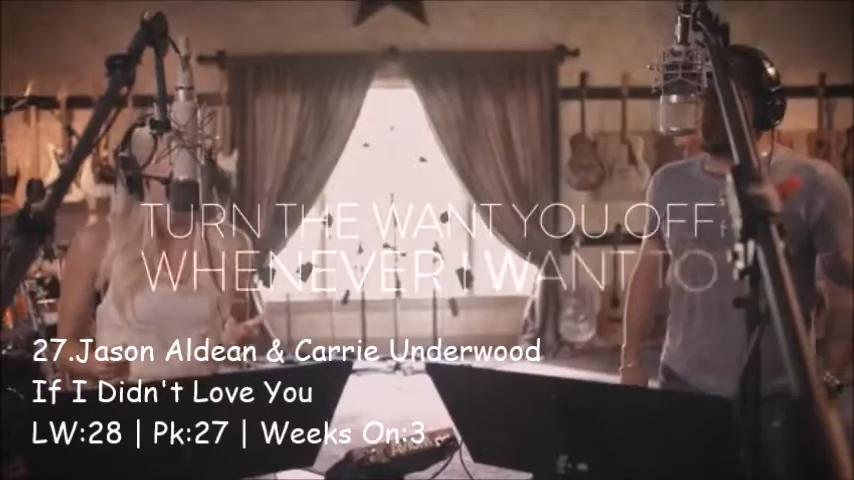 TURN THE WANT YOU OFF
WHENEVER I WANT TO
27.Jason Aldean & Carrie Underwood
If I Didn't Love You
LW:28 | Pk:27 | Weeks On:3